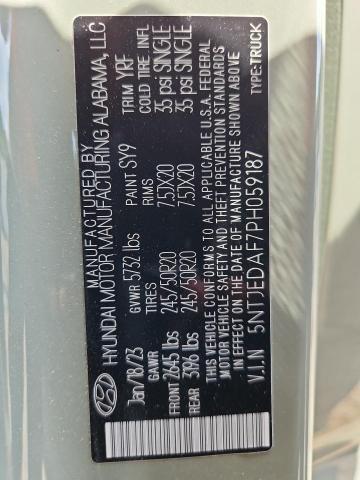 MANUFACTURED BY
HYUNDAI MOTOR MANUFACTURING ALABAMA, LLC
Jan/18/23 GVWR 5732 lbs PAINT SY9 TRIM YRF
GAWR TIRES RIMS COLD TIRE INFL
FRONT 2645 lbs 245/50R20 7.5JX20 35 psi SINGLE
REAR 3196 lbs 245/50R20 7.5JX20 35 psi SINGLE
THIS VEHICLE CONFORMS TO ALL APPLICABLE U.S.A. FEDERAL
MOTOR VEHICLE SAFETY AND THEFT PREVENTION STANDARDS
IN EFFECT ON THE DATE OF MANUFACTURE SHOWN ABOVE.
V.I.N 5NTJEDAF7PH059187 TYPE:TRUCK